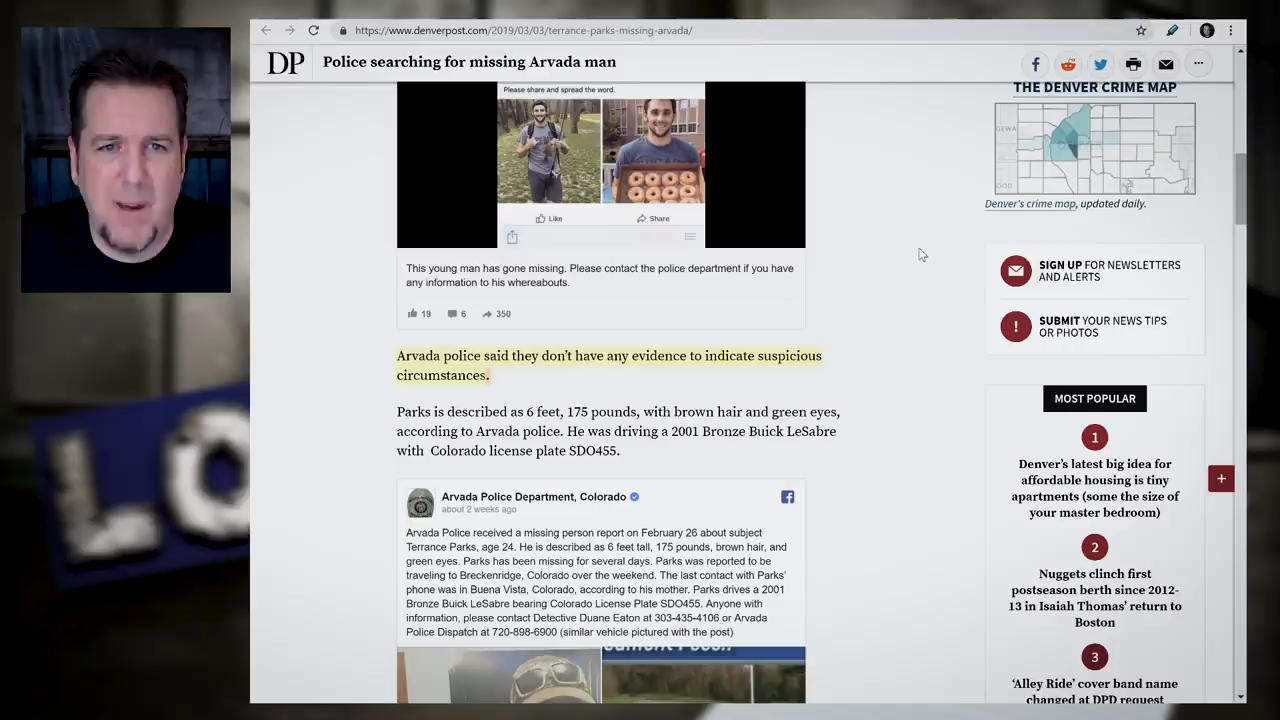 https://www.denverpost.com/2019/03/03/terrance-parks-missing-arvada/
DP
Police searching for missing Arvada man
Please share and spread the word.
Like
Share
This young man has gone missing. Please contact the police department if you have
any information to his whereabouts.
19
6
350
Arvada police said they don't have any evidence to indicate suspicious
circumstances.
Parks is described as 6 feet, 175 pounds, with brown hair and green eyes,
according to Arvada police. He was driving a 2001 Bronze Buick LeSabre
with Colorado license plate SDO455.
Arvada Police Department, Colorado
about 2 weeks ago
Arvada Police received a missing person report on February 26 about subject
Terrance Parks, age 24. He is described as 6 feet tall, 175 pounds, brown hair, and
green eyes. Parks has been missing for several days. Parks was reported to be
traveling to Breckenridge, Colorado over the weekend. The last contact with Parks'
phone was in Buena Vista, Colorado, according to his mother. Parks drives a 2001
Bronze Buick LeSabre bearing Colorado License Plate SDO455. Anyone with
information, please contact Detective Duane Eaton at 303-435-4106 or Arvada
Police Dispatch at 720-898-6900 (similar vehicle pictured with the post)
THE DENVER CRIME MAP
Denver's crime map, updated daily.
SIGN UP FOR NEWSLETTERS
AND ALERTS
SUBMIT YOUR NEWS TIPS
OR PHOTOS
MOST POPULAR
1
Denver's latest big idea for
affordable housing is tiny
apartments (some the size of
your master bedroom)
2
Nuggets clinch first
postseason berth since 2012-
13 in Isaiah Thomas' return to
Boston
3
'Alley Ride' cover band name
changed at DPD request
LO